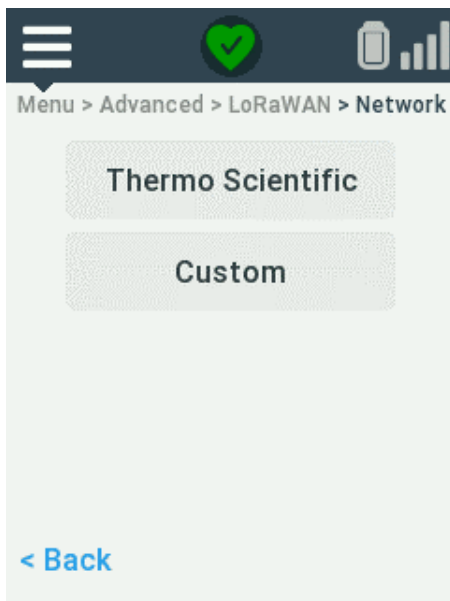 Menu > Advanced > LoRaWAN > Network
Thermo Scientific
Custom
< Back